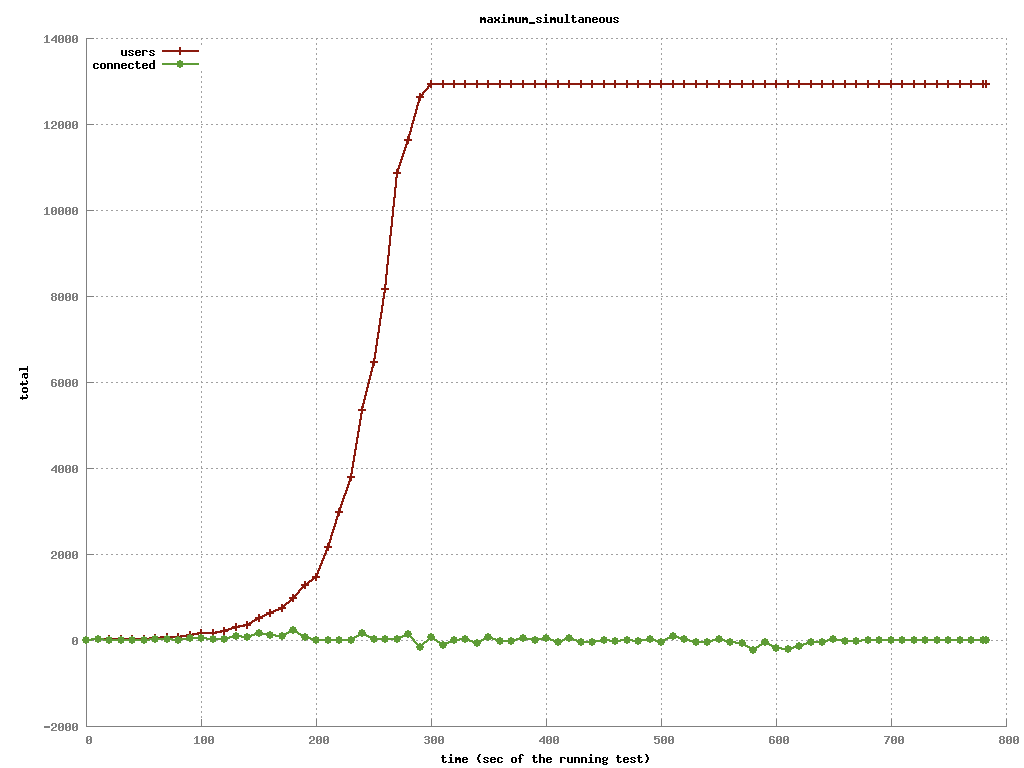 maximum_simultaneous
14000
users
connected
12000
10000
8000
6000
total
4000
2000
0
-2000
0 100 200 300 400 500 600 700 800
time (sec of the running test)